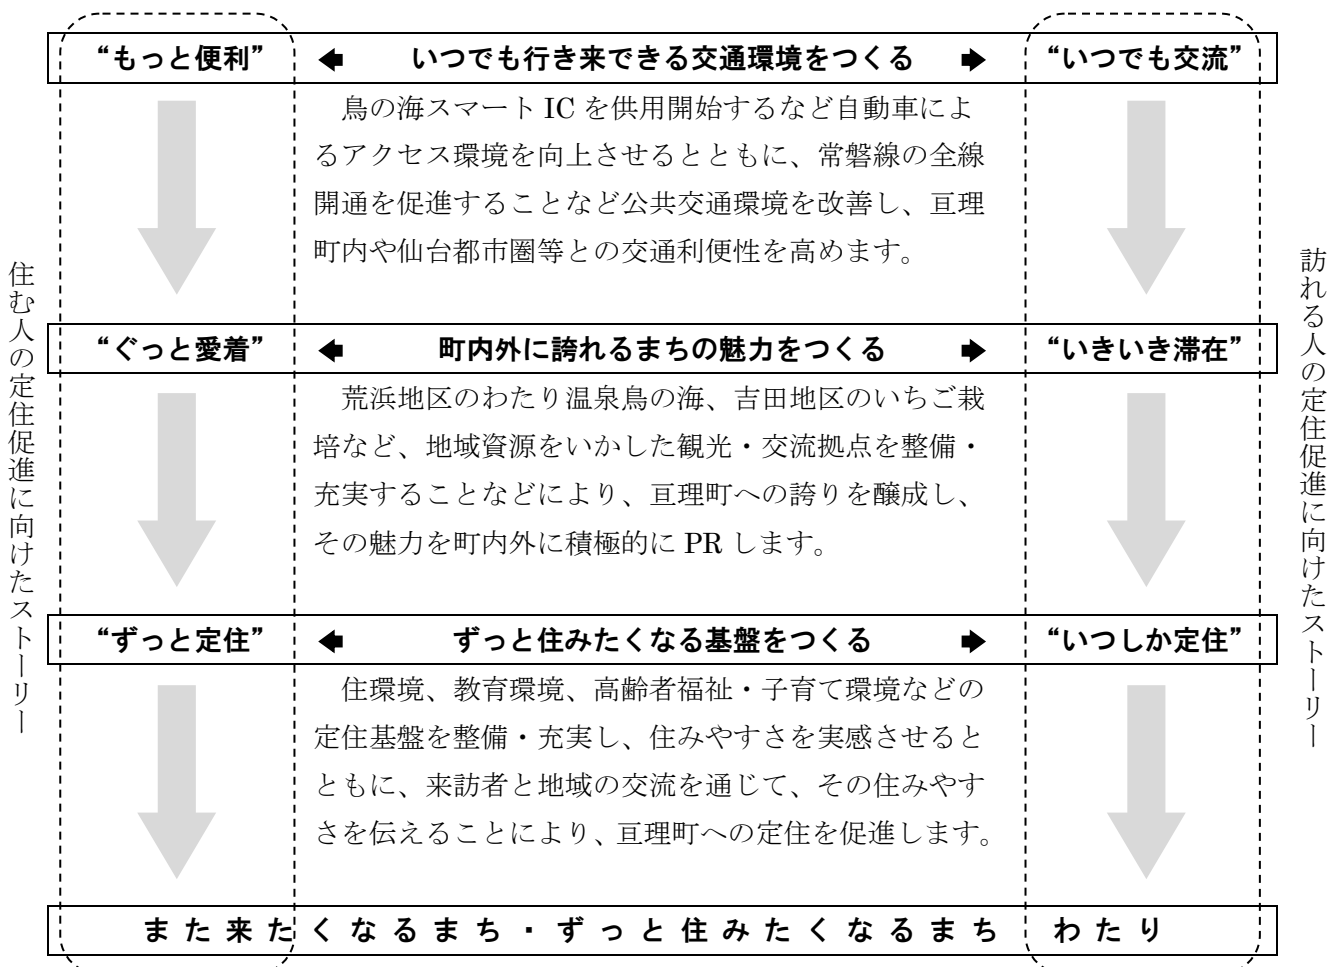 “もっと便利” いつでも行き来できる交通環境をつくる “いつでも交流”
鳥の海スマート IC を供用開始するなど自動車によ
るアクセス環境を向上させるとともに、常磐線の全線
開通を促進することなど公共交通環境を改善し、亘理
町内や仙台都市圏等との交通利便性を高めます。
“ぐっと愛着” 町内外に誇れるまちの魅力をつくる “いきいき滞在”
荒浜地区のわたり温泉鳥の海、吉田地区のいちご栽
培など、地域資源をいかした観光・交流拠点を整備・
充実することなどにより、亘理町への誇りを醸成し、
その魅力を町内外に積極的に PR します。
“ずっと定住” ずっと住みたくなる基盤をつくる “いつしか定住”
住環境、教育環境、高齢者福祉・子育て環境などの
定住基盤を整備・充実し、住みやすさを実感させると
ともに、来訪者と地域の交流を通じて、その住みやす
さを伝えることにより、亘理町への定住を促進します。
また来たくなるまち・ずっと住みたくなるまち わたり
住む人の定住促進に向けたストーリー
訪れる人の定住促進に向けたストーリー